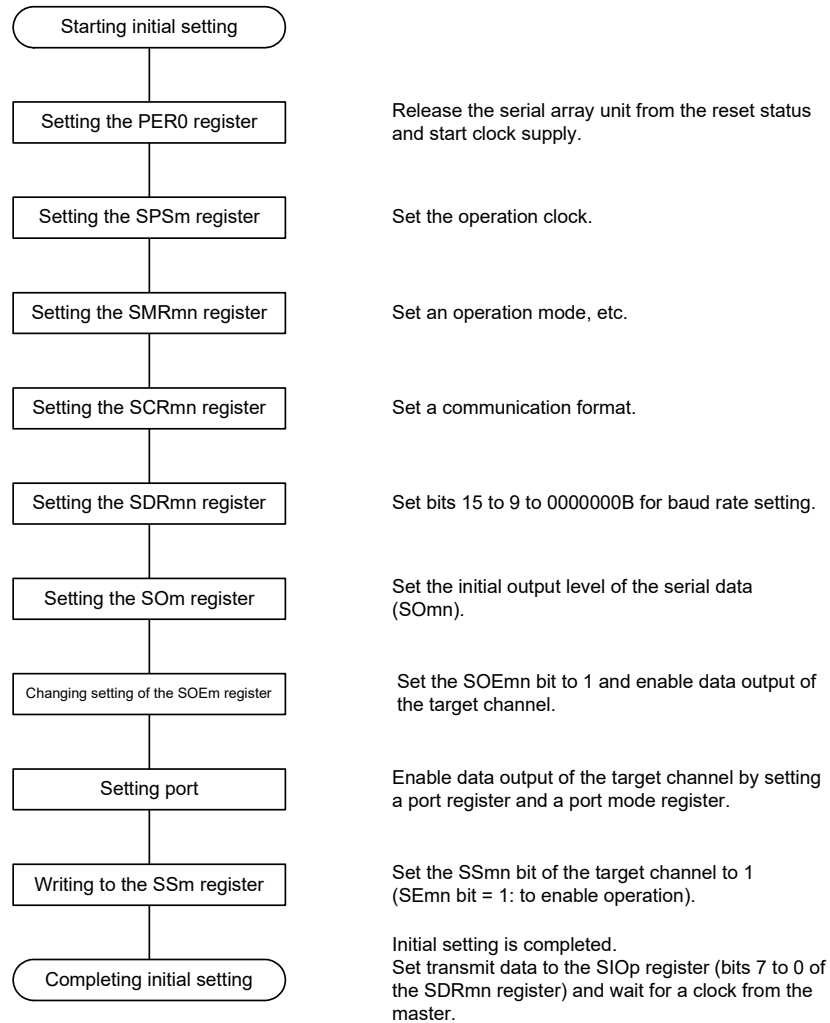 Starting initial setting
Setting the PER0 register
Release the serial array unit from the reset status
and start clock supply.
Setting the SPSm register
Set the operation clock.
Setting the SMRmn register
Set an operation mode, etc.
Setting the SCRmn register
Set a communication format.
Setting the SDRmn register
Set bits 15 to 9 to 0000000B for baud rate setting.
Setting the SOm register
Set the initial output level of the serial data
(SOmn).
Changing setting of the SOEm register
Set the SOEmn bit to 1 and enable data output of
the target channel.
Setting port
Enable data output of the target channel by setting
a port register and a port mode register.
Writing to the SSm register
Set the SSmn bit of the target channel to 1
(SEmn bit = 1: to enable operation).
Completing initial setting
Initial setting is completed.
Set transmit data to the SIOp register (bits 7 to 0 of
the SDRmn register) and wait for a clock from the
master.